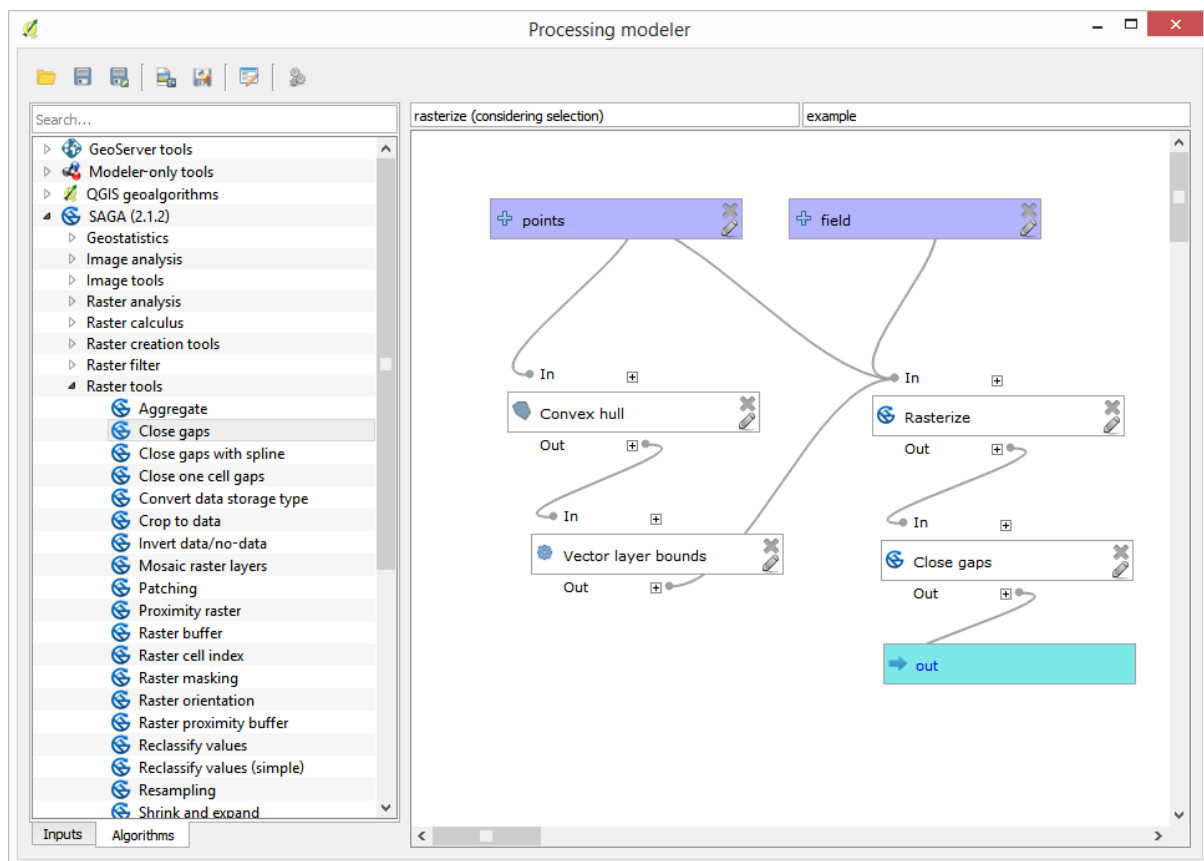 Processing modeler
Search...
rasterize (considering selection)
example
GeoServer tools
Modeler-only tools
QGIS geoalgorithms
SAGA (2.1.2)
Geostatistics
Image analysis
Image tools
Raster analysis
Raster calculus
Raster creation tools
Raster filter
Raster tools
Aggregate
Close gaps
Close gaps with spline
Close one cell gaps
Convert data storage type
Crop to data
Invert data/no-data
Mosaic raster layers
Patching
Proximity raster
Raster buffer
Raster cell index
Raster masking
Raster orientation
Raster proximity buffer
Reclassify values
Reclassify values (simple)
Resampling
Shrink and expand
Inputs
Algorithms
points
field
In
Convex hull
Out
In
Rasterize
Out
In
Vector layer bounds
Out
In
Close gaps
Out
out